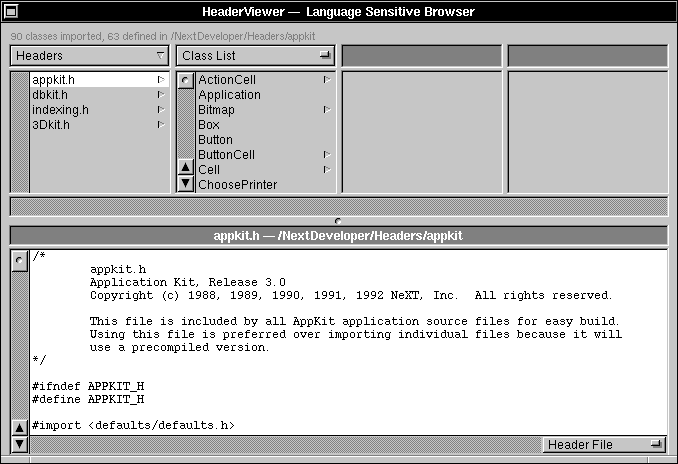 HeaderViewer — Language Sensitive Browser
90 classes imported, 63 defined in /NextDeveloper/Headers/appkit
Headers
Class List
appkit.h
dbkit.h
indexing.h
3Dkit.h
ActionCell
Application
Bitmap
Box
Button
ButtonCell
Cell
ChoosePrinter
appkit.h — /NextDeveloper/Headers/appkit
/*
appkit.h
Application Kit, Release 3.0
Copyright (c) 1988, 1989, 1990, 1991, 1992 NeXT, Inc.  All rights reserved.
This file is included by all AppKit application source files for easy build.
Using this file is preferred over importing individual files because it will
use a precompiled version.
*/
#ifndef APPKIT_H
#define APPKIT_H
#import <defaults/defaults.h>
Header File